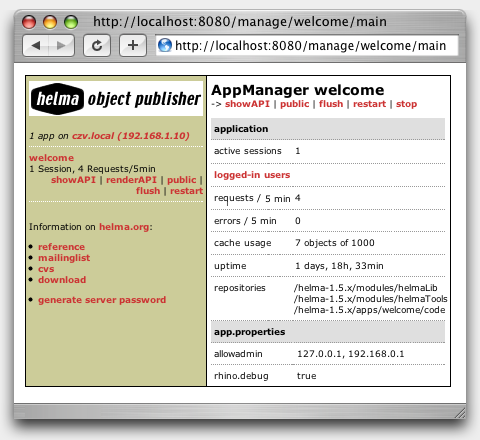 http://localhost:8080/manage/welcome/main
http://localhost:8080/manage/welcome/main
helma object publisher
1 app on czv.local (192.168.1.10)
welcome
1 Session, 4 Requests/5min
showAPI | renderAPI | public |
flush | restart
Information on helma.org:
reference
mailinglist
cvs
download
generate server password
AppManager welcome
-> showAPI | public | flush | restart | stop
application
active sessions 1
logged-in users
requests / 5 min 4
errors / 5 min 0
cache usage 7 objects of 1000
uptime 1 days, 18h, 33min
repositories /helma-1.5.x/modules/helmaLib
/helma-1.5.x/modules/helmaTools
/helma-1.5.x/apps/welcome/code
app.properties
allowadmin 127.0.0.1, 192.168.0.1
rhino.debug true